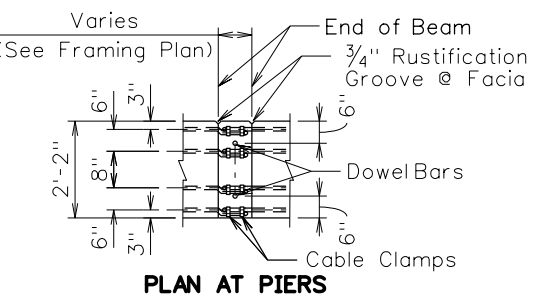 Varies
(See Framing Plan)
End of Beam
3/4" Rustification
Groove @ Facia
6"
3"
6"
2'-2"
8"
Dowel Bars
6"
3"
6"
Cable Clamps
PLAN AT PIERS